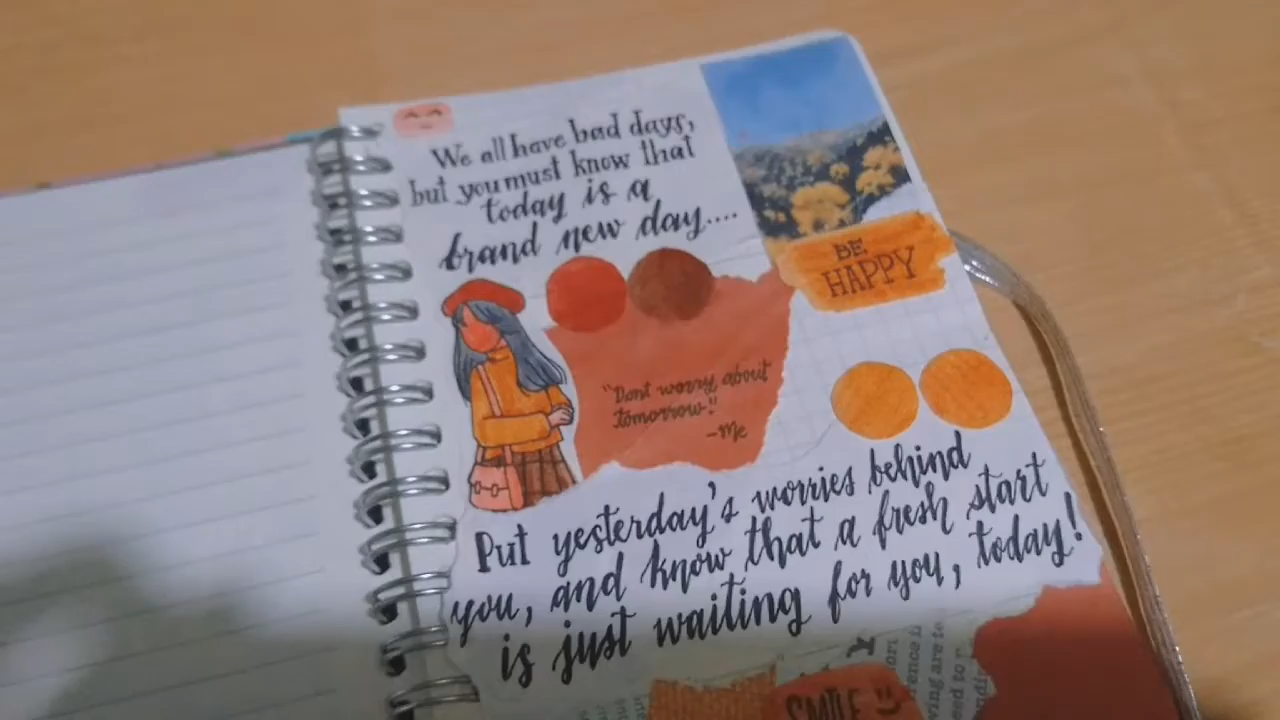 We all have bad days,
but you must know that
today is a
brand new day....
BE
HAPPY
"Dont worry about
tomorrow."
-Me
Put yesterday's worries behind
you, and know that a fresh start
is just waiting for you, today!
SMILE